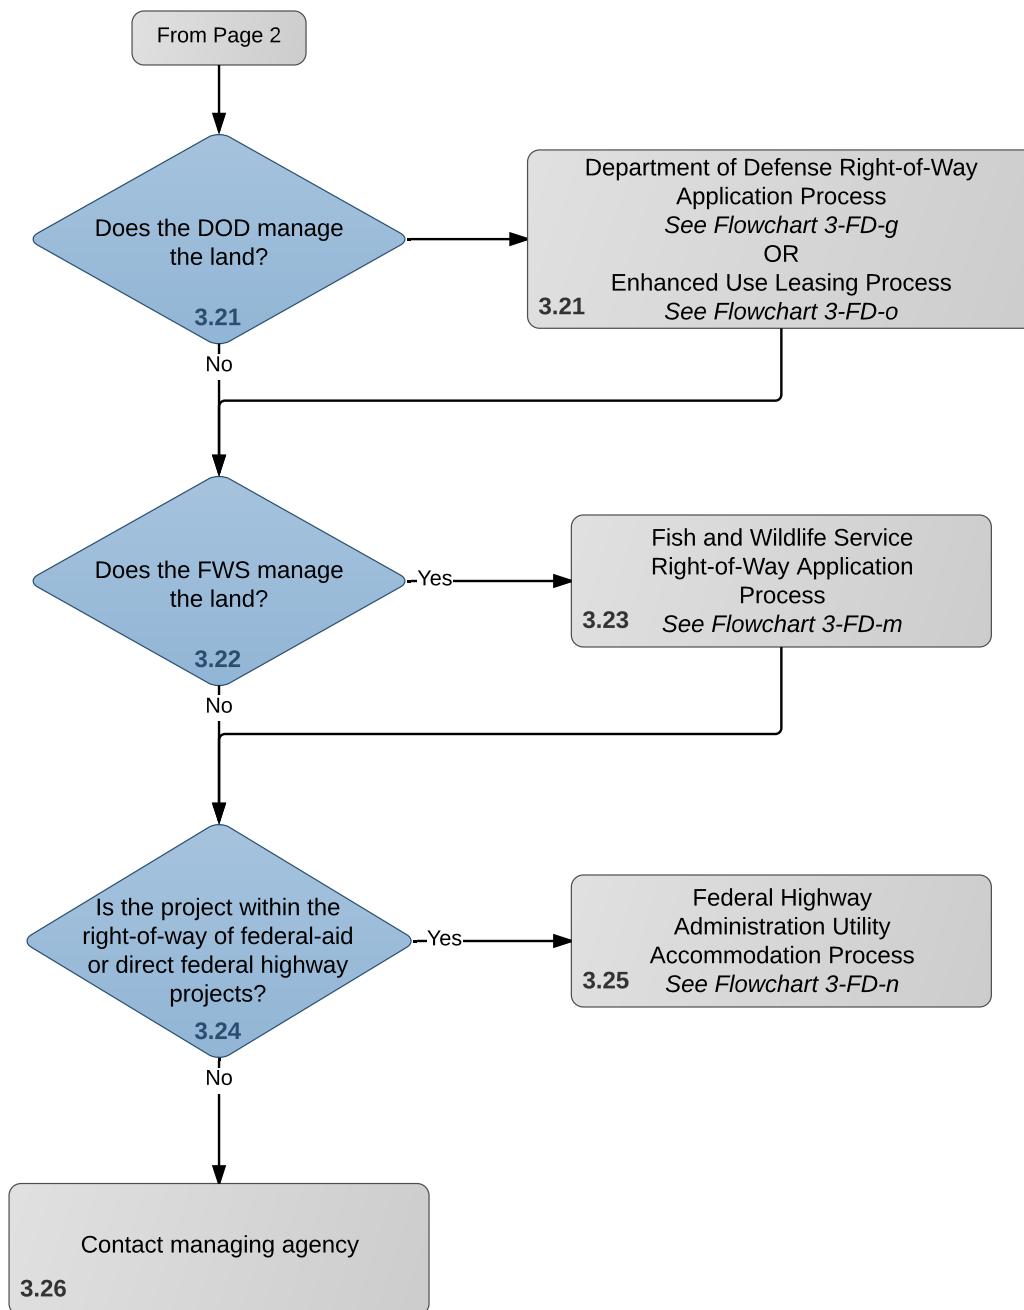 From Page 2
Does the DOD manage
the land?
3.21
No
Department of Defense Right-of-Way
Application Process
See Flowchart 3-FD-g
OR
Enhanced Use Leasing Process
See Flowchart 3-FD-o
3.21
Does the FWS manage
the land?
3.22
No
Yes
Fish and Wildlife Service
Right-of-Way Application
Process
See Flowchart 3-FD-m
3.23
Is the project within the
right-of-way of federal-aid
or direct federal highway
projects?
3.24
No
Yes
Federal Highway
Administration Utility
Accommodation Process
See Flowchart 3-FD-n
3.25
Contact managing agency
3.26